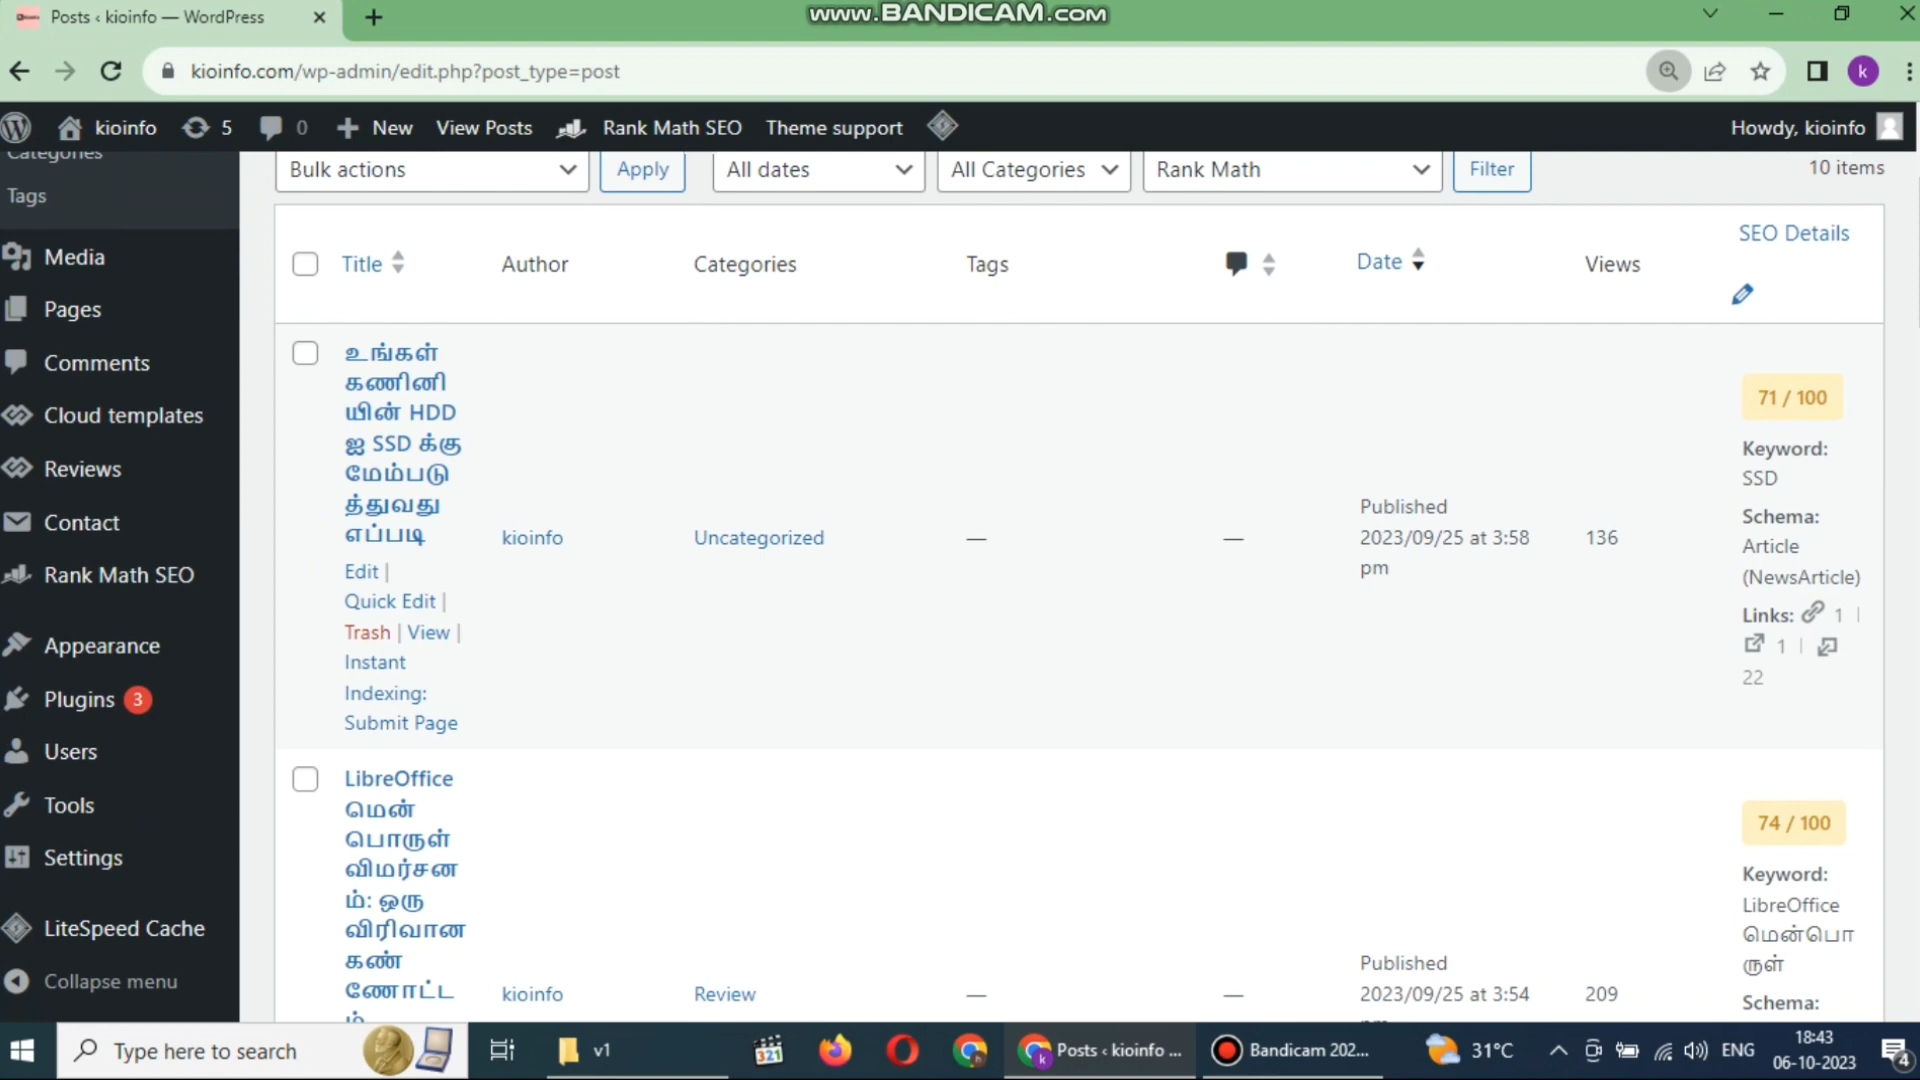 Posts ‹ kioinfo — WordPress
www.BANDICAM.com
kioinfo.com/wp-admin/edit.php?post_type=post
k
kioinfo 5 0 New View Posts Rank Math SEO Theme support Howdy, kioinfo
Categories
Tags
Media
Pages
Comments
Cloud templates
Reviews
Contact
Rank Math SEO
Appearance
Plugins 3
Users
Tools
Settings
LiteSpeed Cache
Collapse menu
Bulk actions Apply All dates All Categories Rank Math Filter 10 items
Title Author Categories Tags Date Views SEO Details
உங்கள்
கணினி
யின் HDD
ஐ SSD க்கு
மேம்படு
த்துவது
எப்படி
Edit |
Quick Edit |
Trash | View |
Instant
Indexing:
Submit Page
kioinfo
Uncategorized
—
—
Published
2023/09/25 at 3:58
pm
136
71 / 100
Keyword:
SSD
Schema:
Article
(NewsArticle)
Links: 1 |
1 |
22
LibreOffice
மென்
பொருள்
விமர்சன
ம்: ஒரு
விரிவான
கண்
ணோட்ட
kioinfo
Review
—
—
Published
2023/09/25 at 3:54
209
74 / 100
Keyword:
LibreOffice
மென்பொ
ருள்
Schema:
Type here to search
v1
321
Posts ‹ kioinfo ...
Bandicam 202...
31°C
ENG
18:43
06-10-2023
4